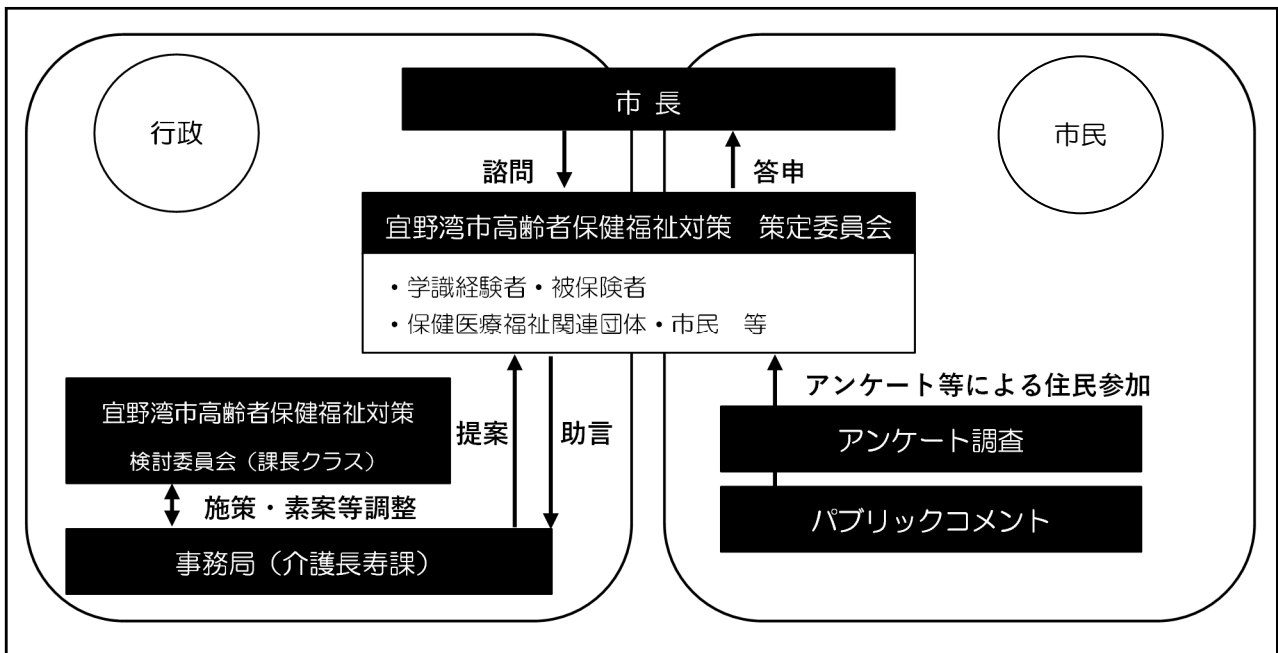 行政
市民
市 長
諮問
答申
宜野湾市高齢者保健福祉対策　策定委員会
・学識経験者・被保険者
・保健医療福祉関連団体・市民　等
アンケート等による住民参加
宜野湾市高齢者保健福祉対策
検討委員会（課長クラス）
提案
助言
アンケート調査
施策・素案等調整
パブリックコメント
事務局（介護長寿課）